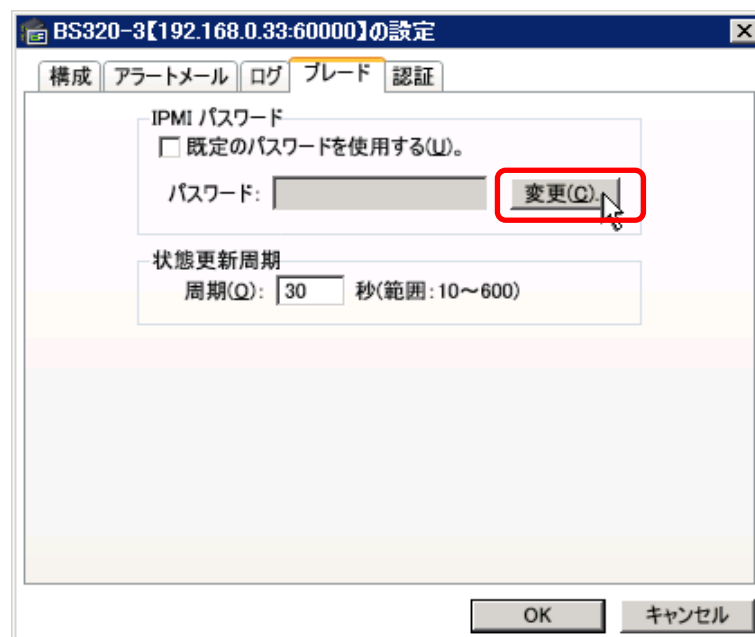 BS320-3【192.168.0.33:60000】の設定
構成 アラートメール ログ ブレード 認証
IPMI パスワード
既定のパスワードを使用する(U)。
パスワード: 変更(C)...
状態更新周期
周期(O): 30 秒(範囲:10～600)
OK キャンセル